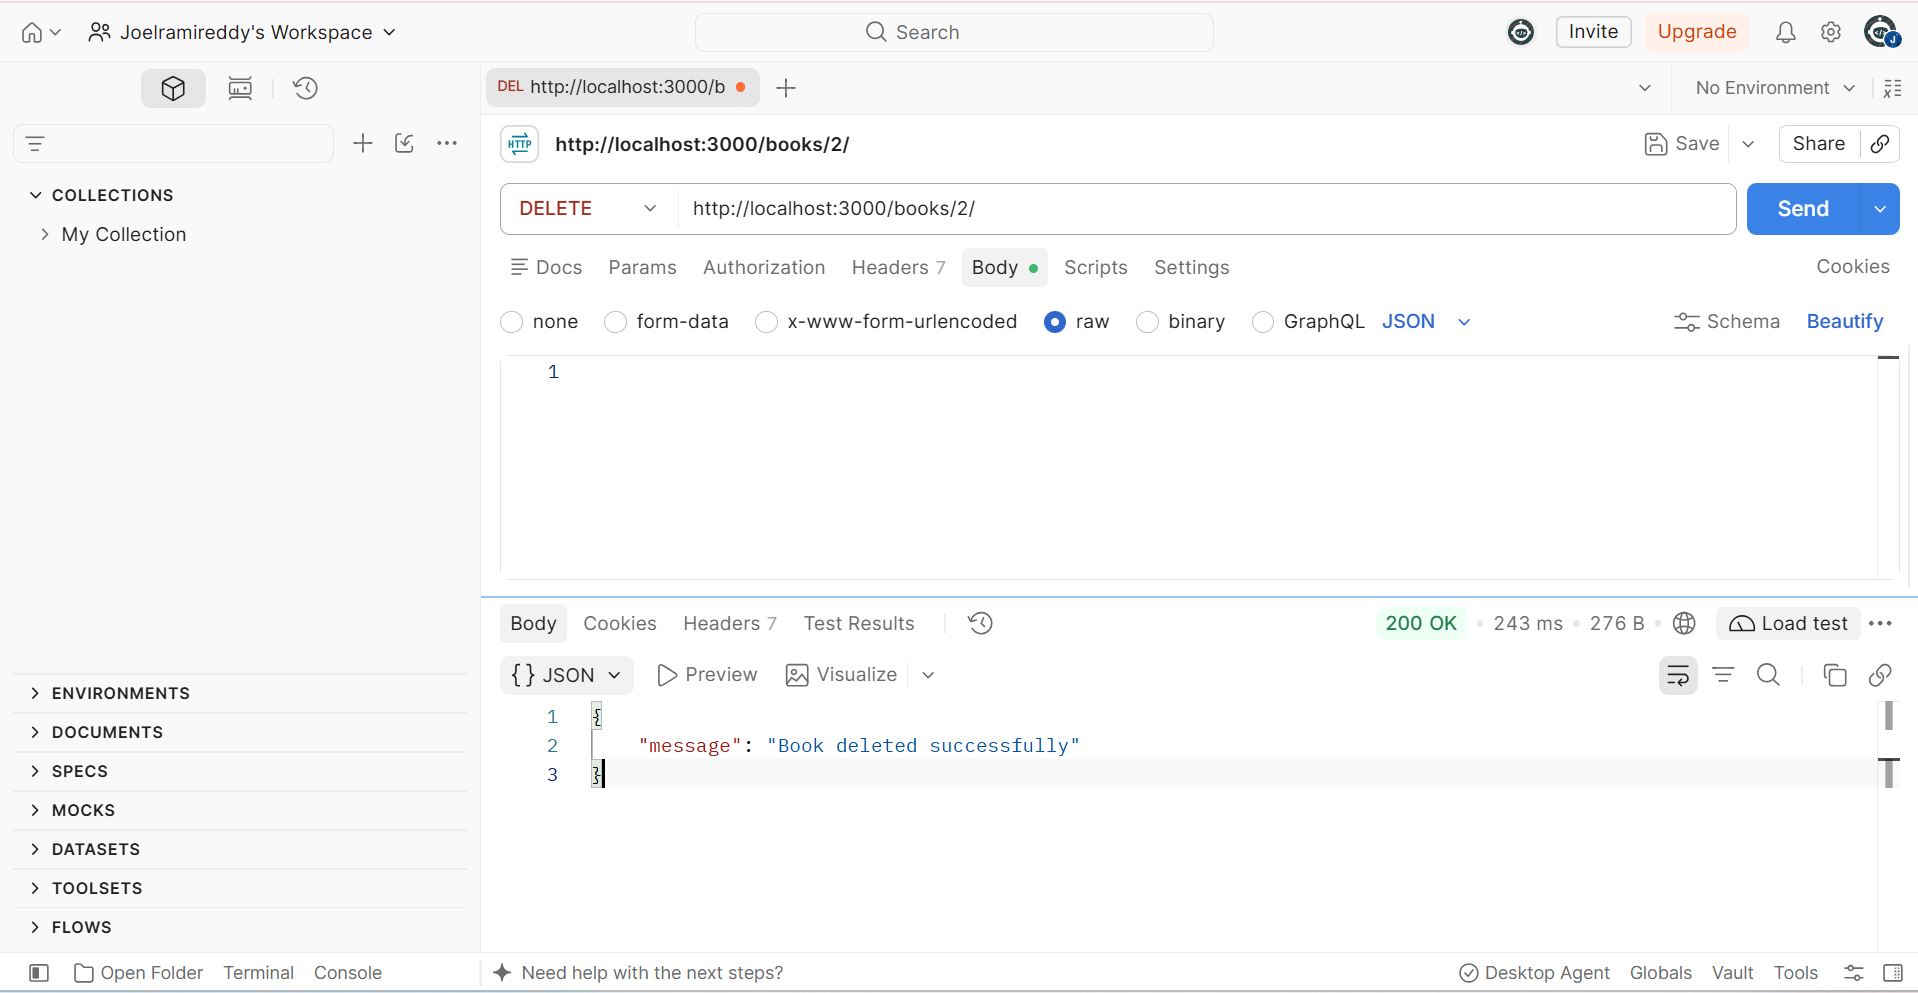 Joelramireddy's Workspace
Search
Invite
Upgrade
J
DEL http://localhost:3000/b
No Environment
HTTP
http://localhost:3000/books/2/
Save
Share
COLLECTIONS
My Collection
DELETE
http://localhost:3000/books/2/
Send
Docs
Params
Authorization
Headers 7
Body
Scripts
Settings
Cookies
none
form-data
x-www-form-urlencoded
raw
binary
GraphQL
JSON
Schema
Beautify
1
Body
Cookies
Headers 7
Test Results
200 OK
243 ms
276 B
Load test
{} JSON
Preview
Visualize
1 {
2 "message": "Book deleted successfully"
3 }
ENVIRONMENTS
DOCUMENTS
SPECS
MOCKS
DATASETS
TOOLSETS
FLOWS
Open Folder
Terminal
Console
Need help with the next steps?
Desktop Agent
Globals
Vault
Tools